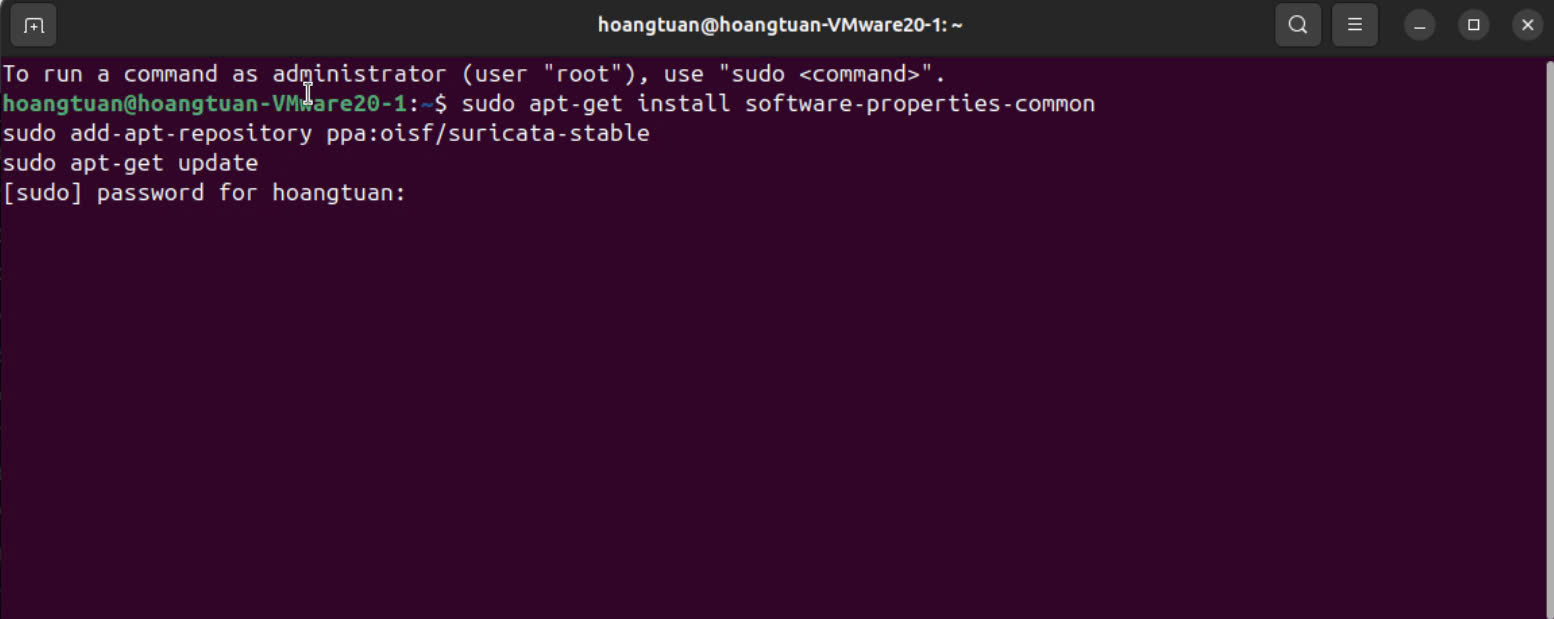 hoangtuan@hoangtuan-VMware20-1: ~
To run a command as administrator (user "root"), use "sudo <command>".
hoangtuan@hoangtuan-VMware20-1:~$ sudo apt-get install software-properties-common
sudo add-apt-repository ppa:oisf/suricata-stable
sudo apt-get update
[sudo] password for hoangtuan: